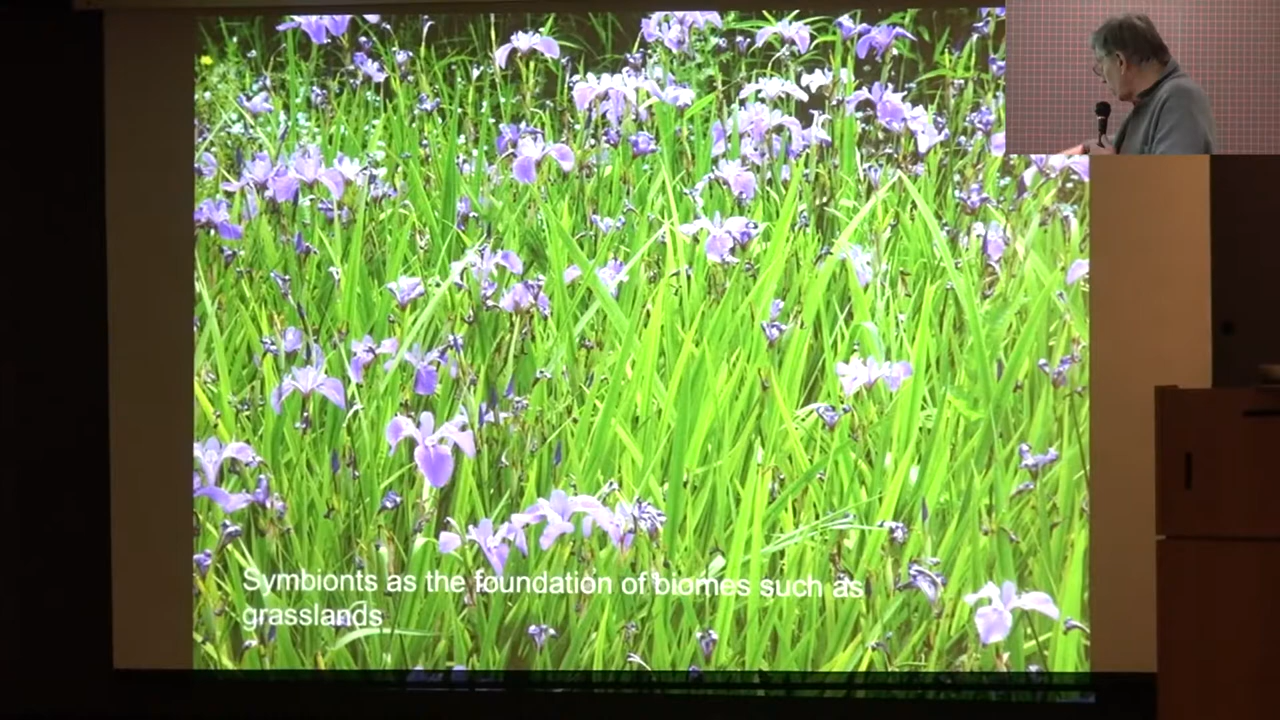 Symbionts as the foundation of biomes such as
grasslands